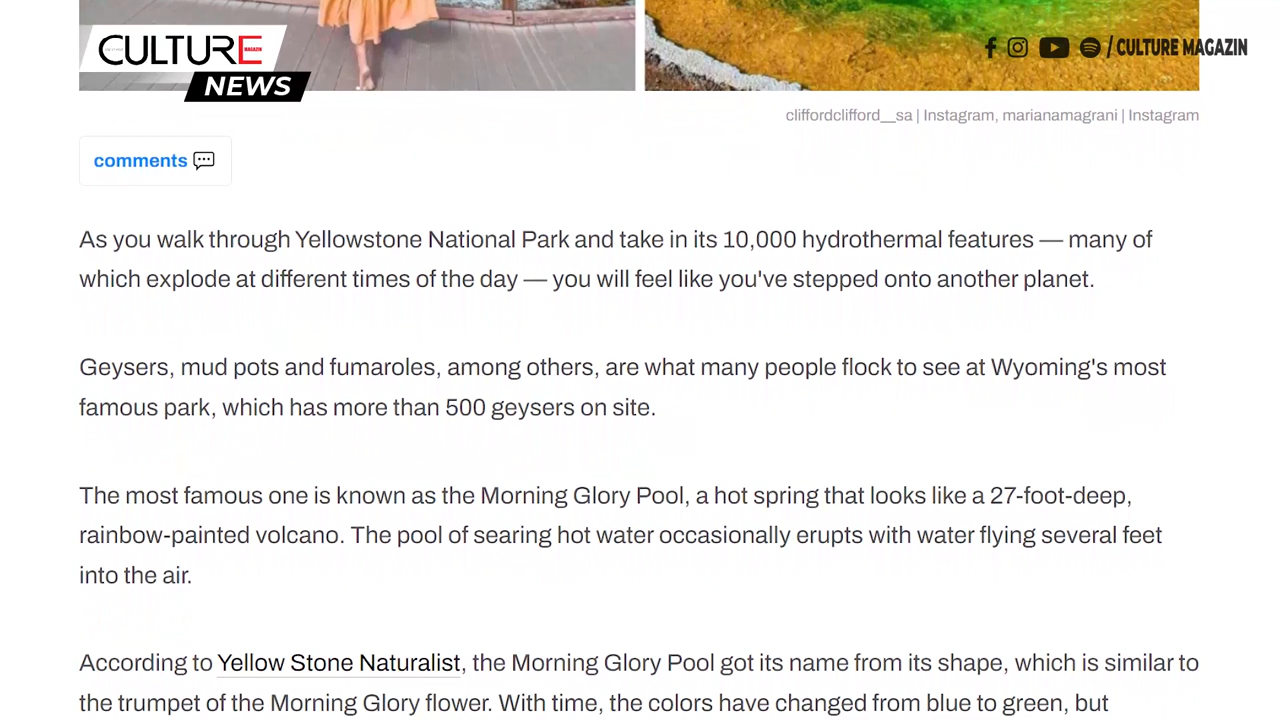 CULTURE
MAGAZIN
NEWS
/ CULTURE MAGAZIN
cliffordclifford__sa | Instagram, marianamagrani | Instagram
comments
As you walk through Yellowstone National Park and take in its 10,000 hydrothermal features — many of
which explode at different times of the day — you will feel like you've stepped onto another planet.
Geysers, mud pots and fumaroles, among others, are what many people flock to see at Wyoming's most
famous park, which has more than 500 geysers on site.
The most famous one is known as the Morning Glory Pool, a hot spring that looks like a 27-foot-deep,
rainbow-painted volcano. The pool of searing hot water occasionally erupts with water flying several feet
into the air.
According to Yellow Stone Naturalist, the Morning Glory Pool got its name from its shape, which is similar to
the trumpet of the Morning Glory flower. With time, the colors have changed from blue to green, but